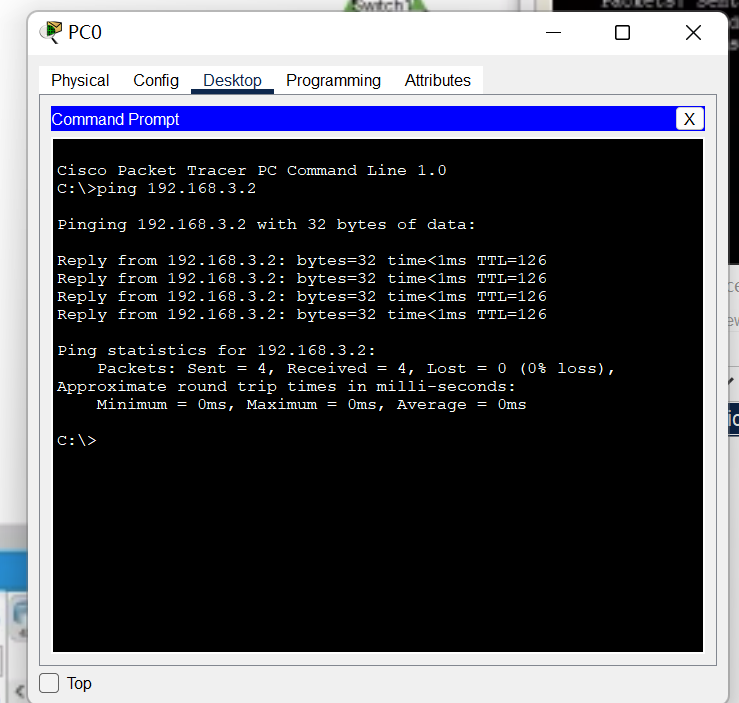 Switch1
PC0
Physical Config Desktop Programming Attributes
Command Prompt
X
Cisco Packet Tracer PC Command Line 1.0
C:\>ping 192.168.3.2
Pinging 192.168.3.2 with 32 bytes of data:
Reply from 192.168.3.2: bytes=32 time<1ms TTL=126
Reply from 192.168.3.2: bytes=32 time<1ms TTL=126
Reply from 192.168.3.2: bytes=32 time<1ms TTL=126
Reply from 192.168.3.2: bytes=32 time<1ms TTL=126
Ping statistics for 192.168.3.2:
Packets: Sent = 4, Received = 4, Lost = 0 (0% loss),
Approximate round trip times in milli-seconds:
Minimum = 0ms, Maximum = 0ms, Average = 0ms
C:\>
Top